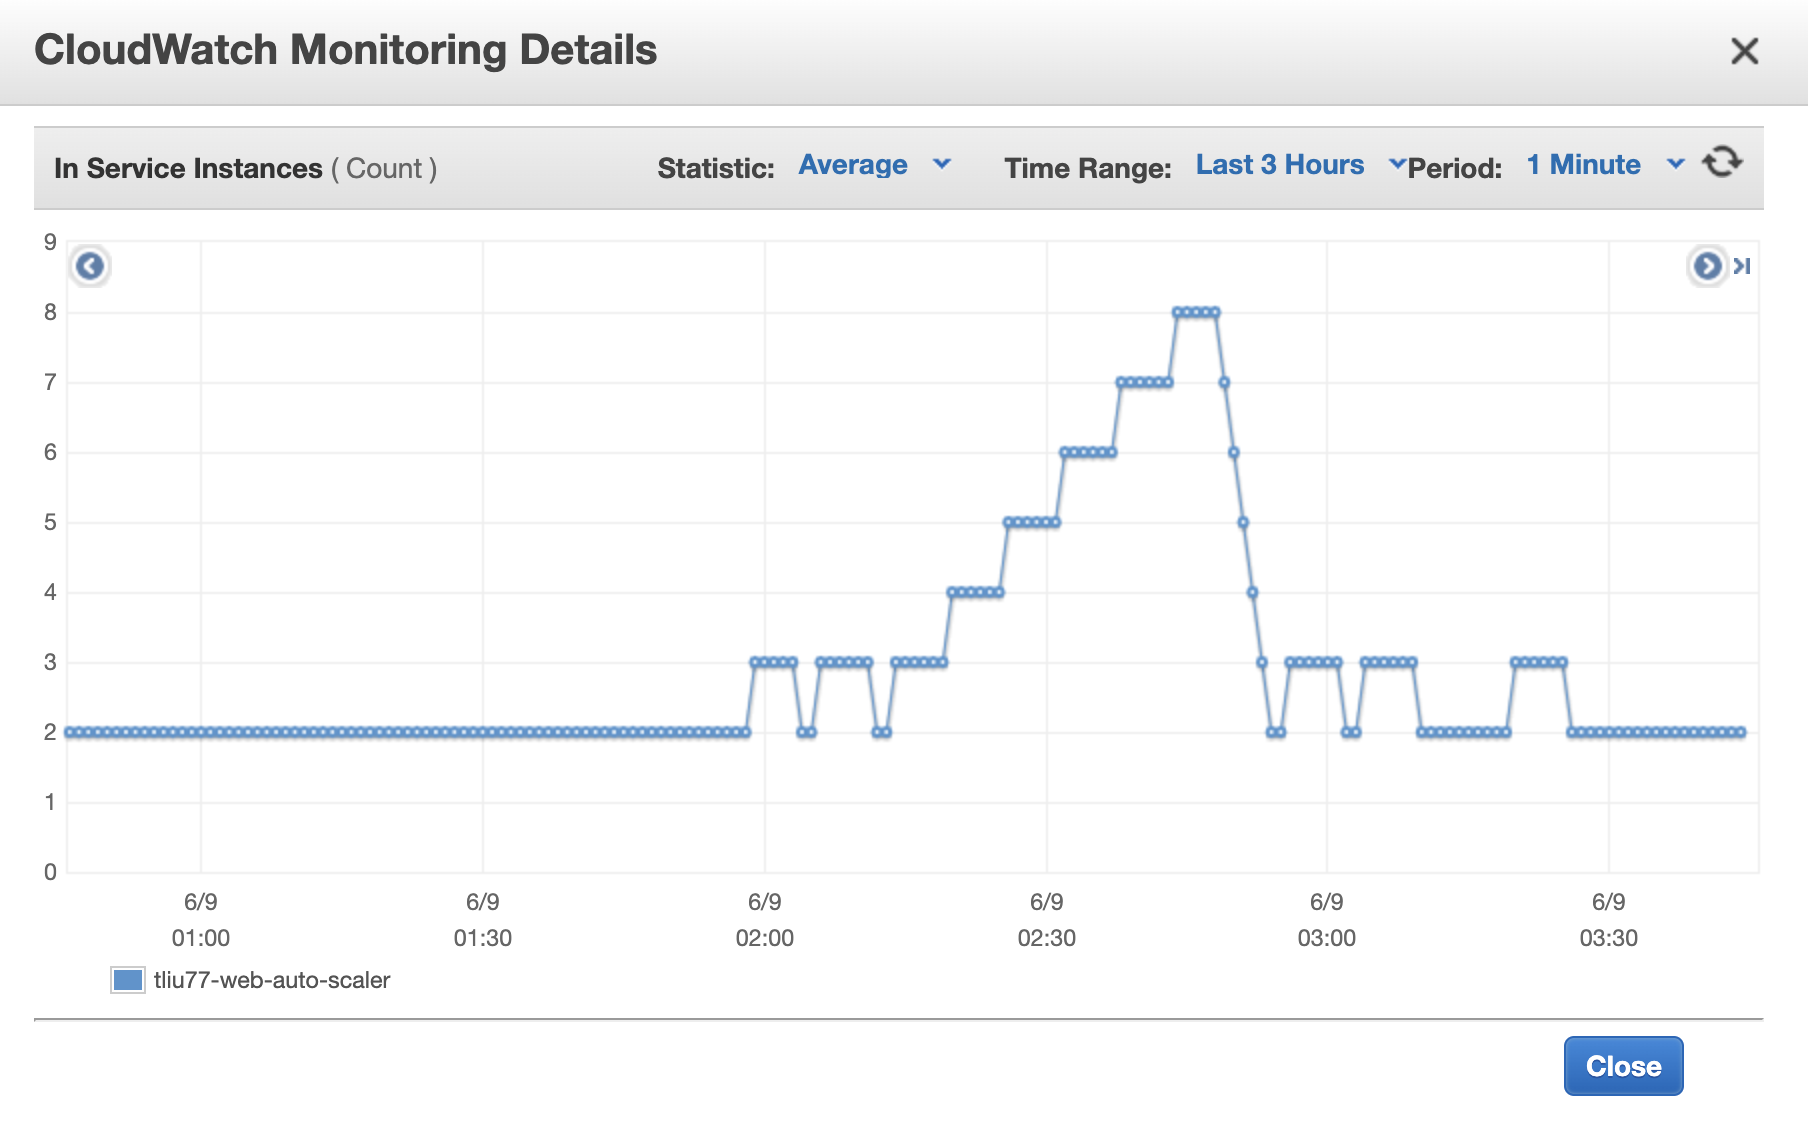 CloudWatch Monitoring Details
In Service Instances ( Count ) Statistic: Average Time Range: Last 3 Hours Period: 1 Minute
9
8
7
6
5
4
3
2
1
0
6/9 6/9 6/9 6/9 6/9 6/9
01:00 01:30 02:00 02:30 03:00 03:30
tliu77-web-auto-scaler
Close